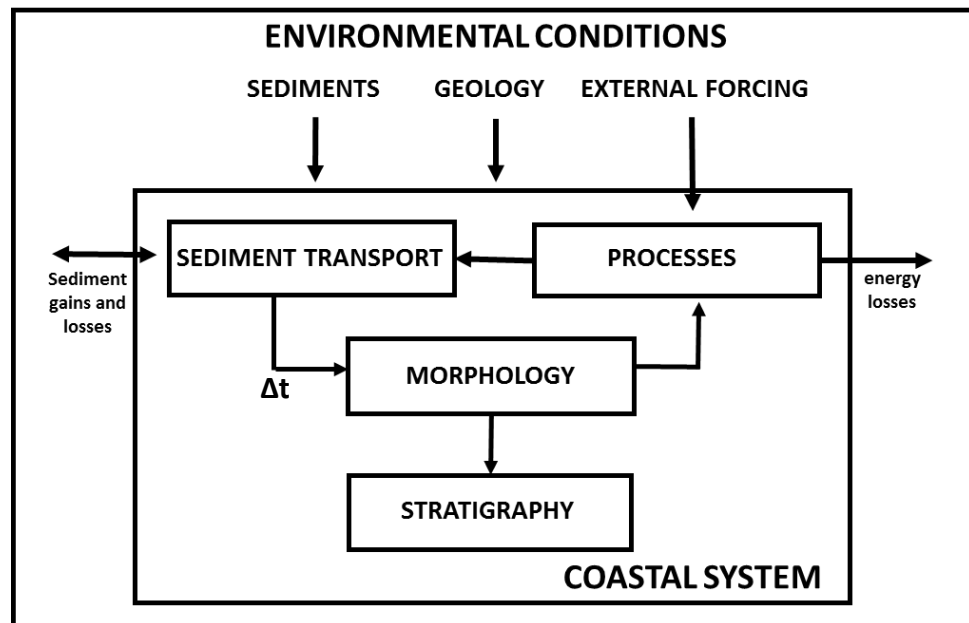 ENVIRONMENTAL CONDITIONS
SEDIMENTS GEOLOGY EXTERNAL FORCING
SEDIMENT TRANSPORT PROCESSES
Sediment
gains and
losses
energy
losses
Δt
MORPHOLOGY
STRATIGRAPHY
COASTAL SYSTEM